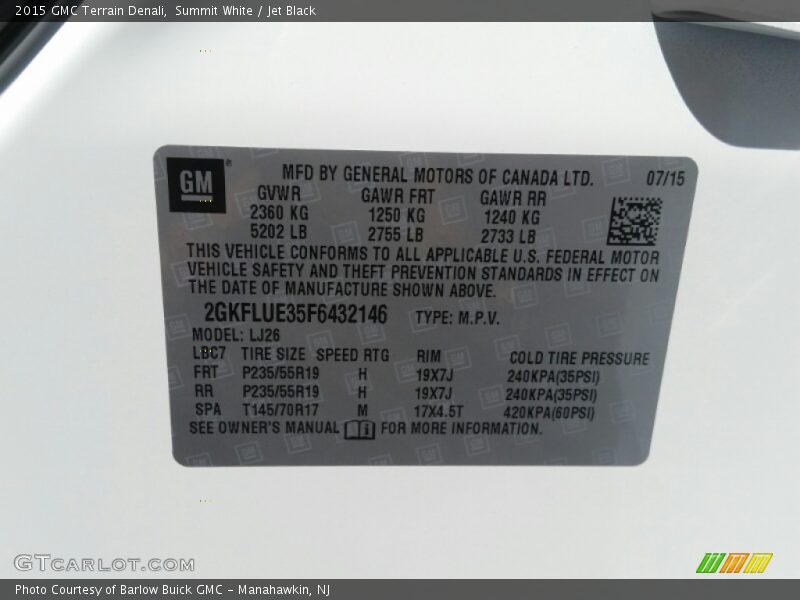 2015 GMC Terrain Denali, Summit White / Jet Black
GM ®
MFD BY GENERAL MOTORS OF CANADA LTD. 07/15
GVWR GAWR FRT GAWR RR
2360 KG 1250 KG 1240 KG
5202 LB 2755 LB 2733 LB
THIS VEHICLE CONFORMS TO ALL APPLICABLE U.S. FEDERAL MOTOR
VEHICLE SAFETY AND THEFT PREVENTION STANDARDS IN EFFECT ON
THE DATE OF MANUFACTURE SHOWN ABOVE.
2GKFLUE35F6432146 TYPE: M.P.V.
MODEL: LJ26
LBC7 TIRE SIZE SPEED RTG RIM COLD TIRE PRESSURE
FRT P235/55R19 H 19X7J 240KPA(35PSI)
RR P235/55R19 H 19X7J 240KPA(35PSI)
SPA T145/70R17 M 17X4.5T 420KPA(60PSI)
SEE OWNER'S MANUAL FOR MORE INFORMATION.
GTCARLOT.COM
Photo Courtesy of Barlow Buick GMC - Manahawkin, NJ